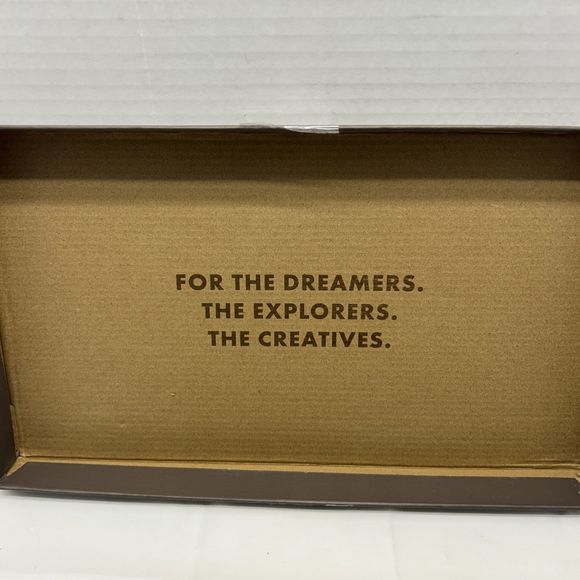 FOR THE DREAMERS.
THE EXPLORERS.
THE CREATIVES.